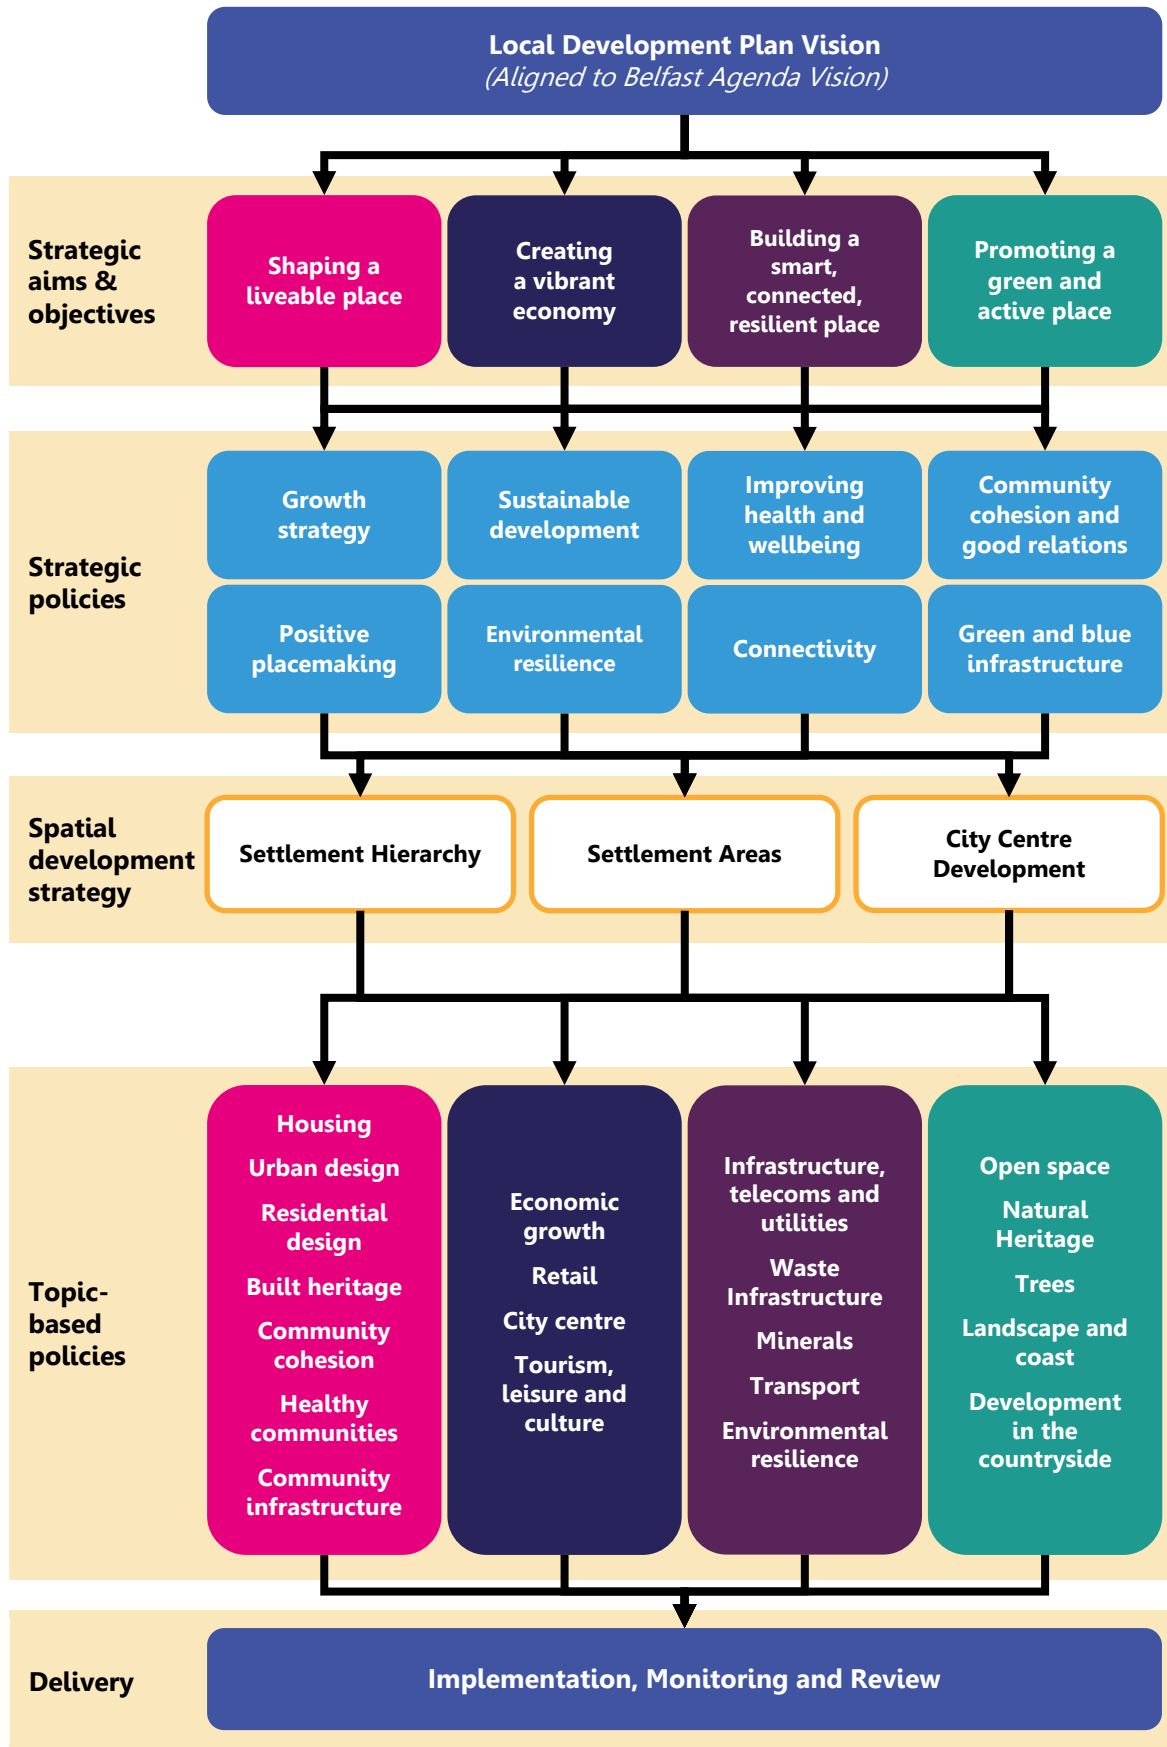 Local Development Plan Vision
(Aligned to Belfast Agenda Vision)
Strategic
aims &
objectives
Shaping a
liveable place
Creating
a vibrant
economy
Building a
smart,
connected,
resilient place
Promoting a
green and
active place
Strategic
policies
Growth
strategy
Sustainable
development
Improving
health and
wellbeing
Community
cohesion and
good relations
Positive
placemaking
Environmental
resilience
Connectivity
Green and blue
infrastructure
Spatial
development
strategy
Settlement Hierarchy
Settlement Areas
City Centre
Development
Topic-
based
policies
Housing
Urban design
Residential
design
Built heritage
Community
cohesion
Healthy
communities
Community
infrastructure
Economic
growth
Retail
City centre
Tourism,
leisure and
culture
Infrastructure,
telecoms and
utilities
Waste
Infrastructure
Minerals
Transport
Environmental
resilience
Open space
Natural
Heritage
Trees
Landscape and
coast
Development
in the
countryside
Delivery
Implementation, Monitoring and Review